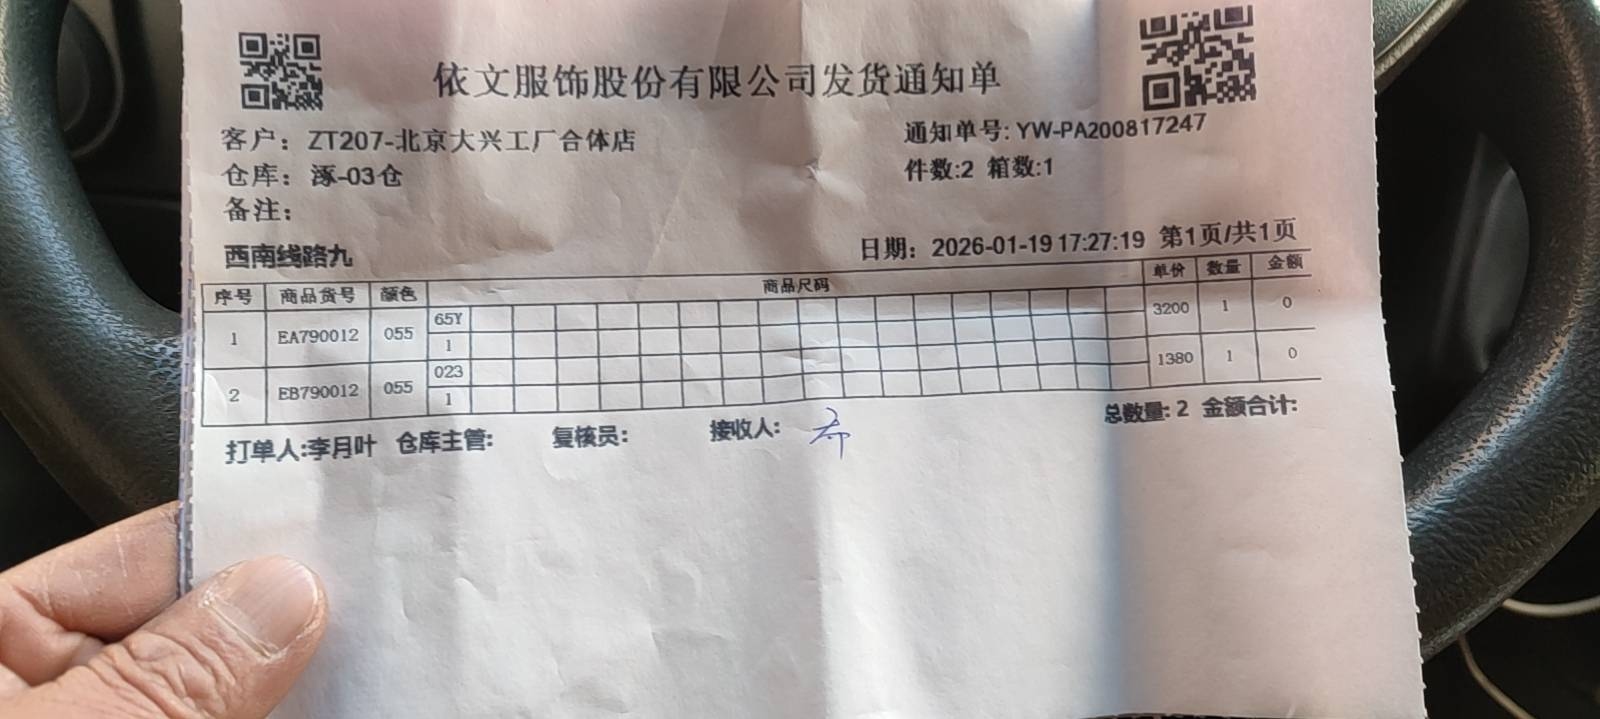 依文服饰股份有限公司发货通知单
客户：ZT207-北京大兴工厂合体店
通知单号: YW-PA200817247
仓库：涿-03仓
件数:2 箱数:1
备注：
西南线路九
日期：2026-01-19 17:27:19 第1页/共1页
序号 商品货号 颜色 商品尺码 单价 数量 金额
1 EA790012 055 65Y 3200 1 0
1
2 EB790012 055 023 1380 1 0
1
总数量: 2 金额合计:
打单人:李月叶 仓库主管: 复核员: 接收人: